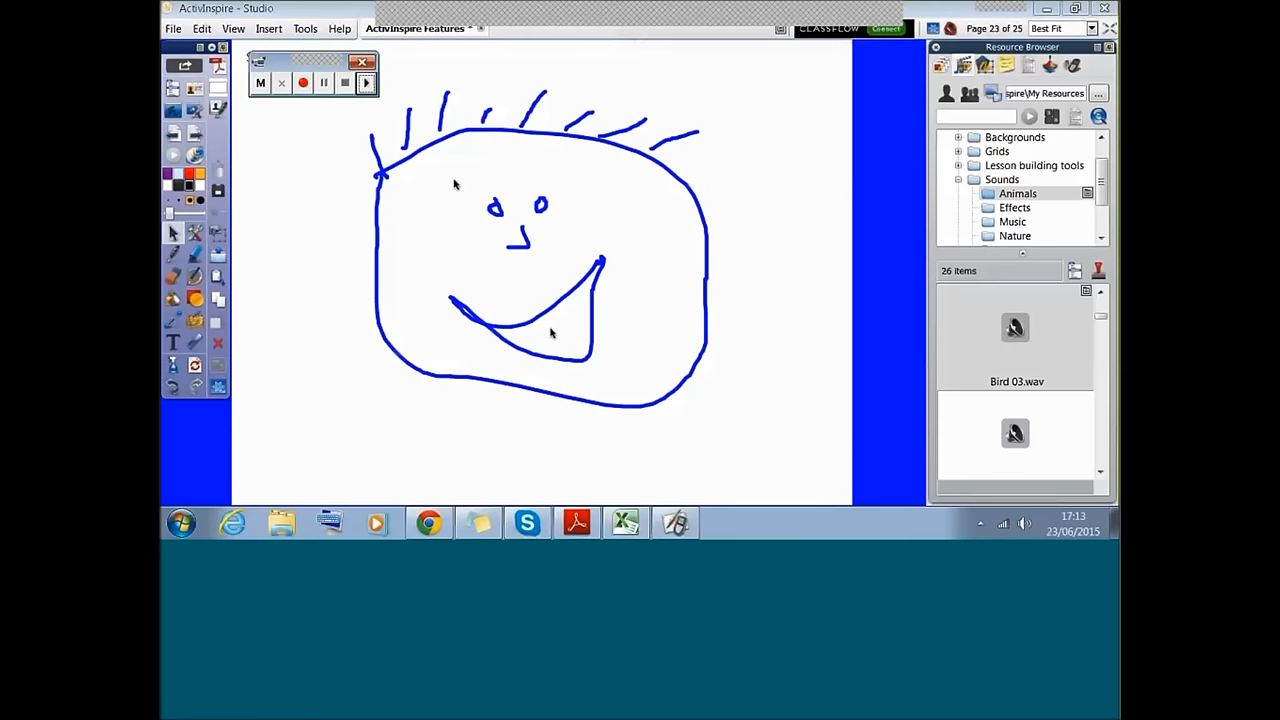 ActivInspire - Studio
File Edit View Insert Tools Help
ActivInspire Features *
CLASSFLOW Connect
Page 23 of 25 Best Fit
M
Resource Browser
spire\My Resources ...
Backgrounds
Grids
Lesson building tools
Sounds
Animals
Effects
Music
Nature
26 items
Bird 03.wav
17:13
23/06/2015